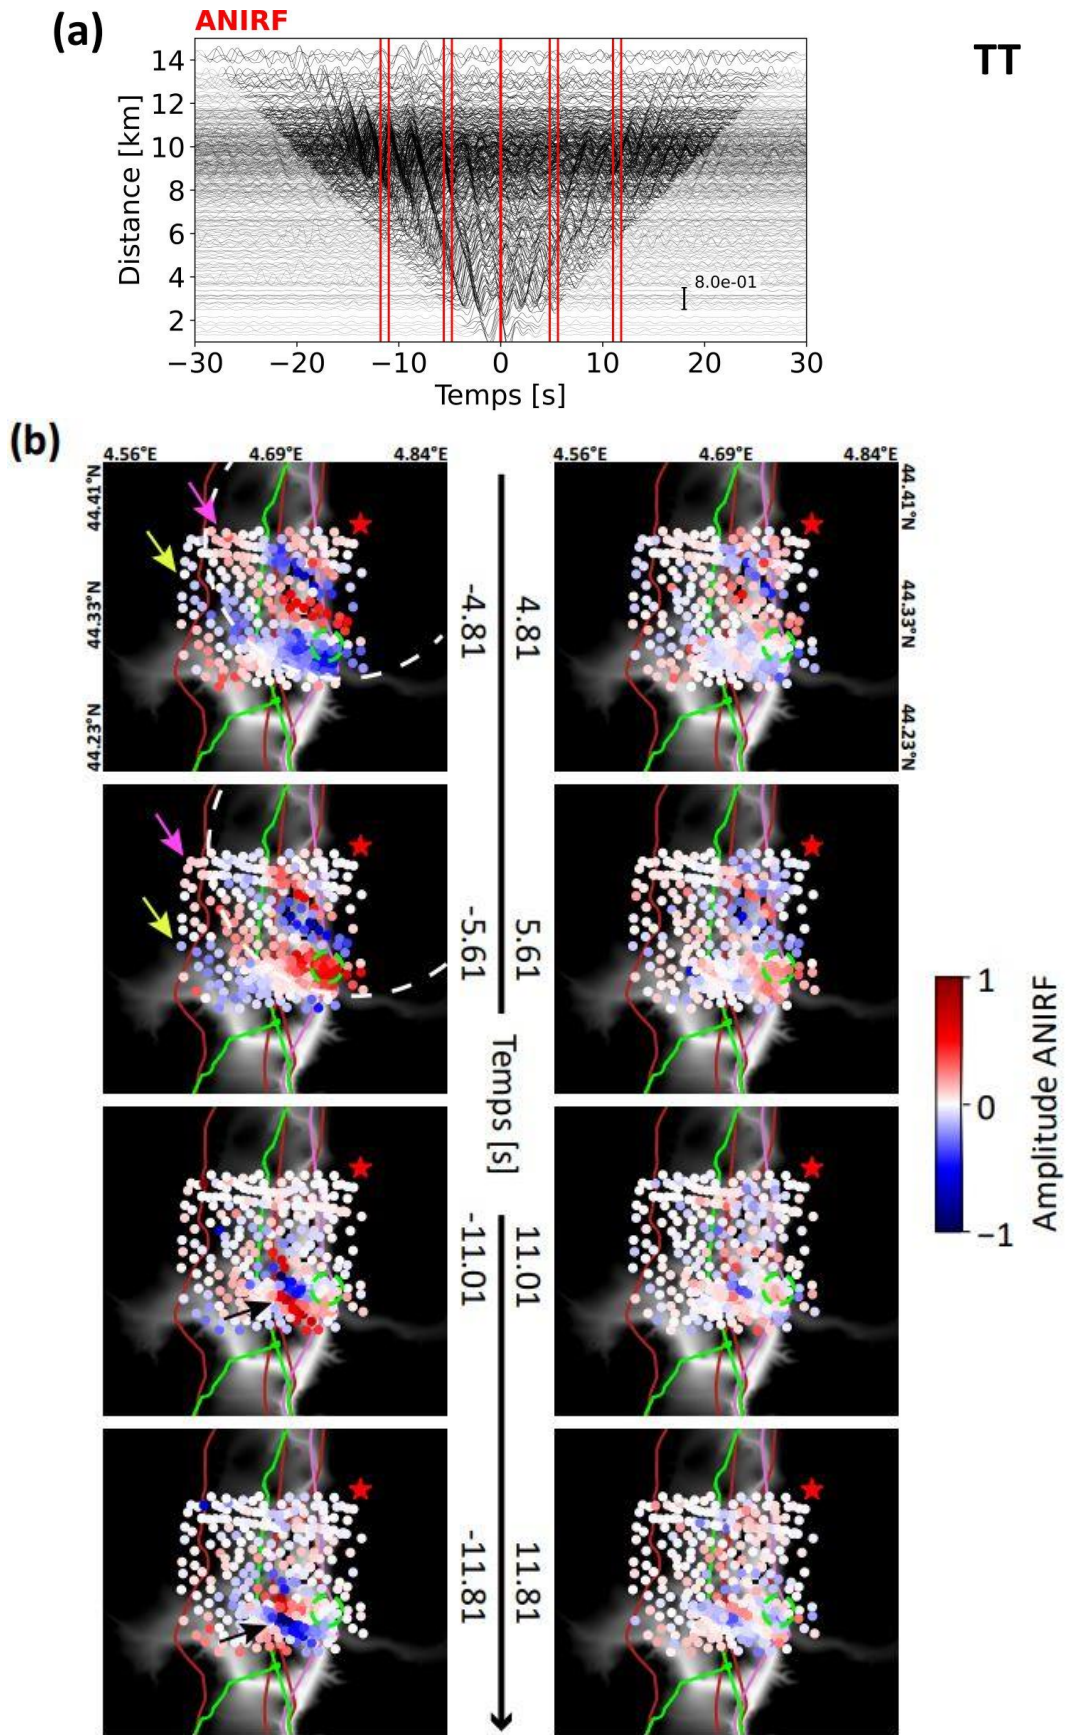 (a)
ANIRF
TT
14
12
10
8
6
4
2
Distance [km]
8.0e-01
−30 −20 −10 0 10 20 30
Temps [s]
(b)
4.56°E 4.69°E 4.84°E
4.56°E 4.69°E 4.84°E
44.41°N
44.33°N
44.23°N
44.41°N
44.33°N
44.23°N
-4.81 4.81
-5.61 5.61
Temps [s]
-11.01 11.01
-11.81 11.81
1
0
−1
Amplitude ANIRF